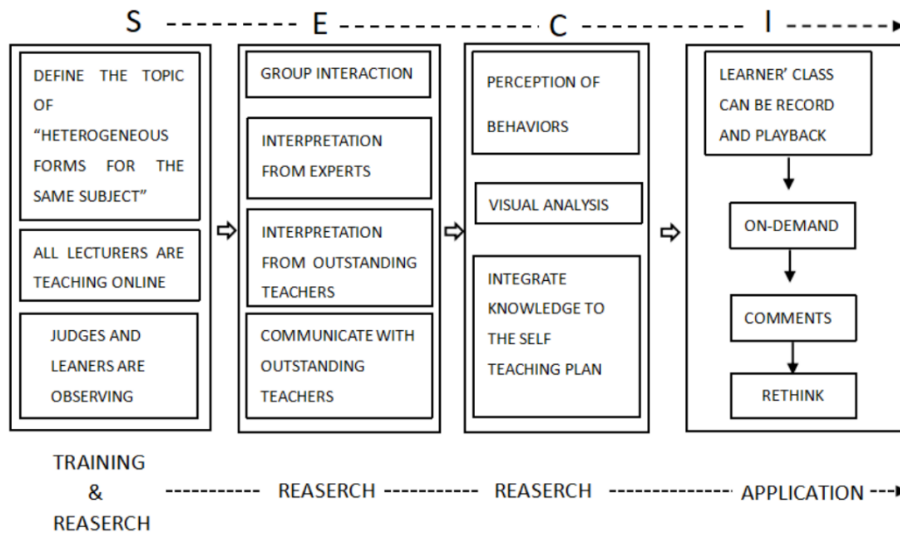 S E C I
DEFINE THE TOPIC
OF
“HETEROGENEOUS
FORMS FOR THE
SAME SUBJECT”
ALL LECTURERS ARE
TEACHING ONLINE
JUDGES AND
LEANERS ARE
OBSERVING
GROUP INTERACTION
INTERPRETATION
FROM EXPERTS
INTERPRETATION
FROM OUTSTANDING
TEACHERS
COMMUNICATE WITH
OUTSTANDING
TEACHERS
PERCEPTION OF
BEHAVIORS
VISUAL ANALYSIS
INTEGRATE
KNOWLEDGE TO
THE SELF
TEACHING PLAN
LEARNER’ CLASS
CAN BE RECORD
AND PLAYBACK
ON-DEMAND
COMMENTS
RETHINK
TRAINING
&
REASERCH
REASERCH
REASERCH
APPLICATION